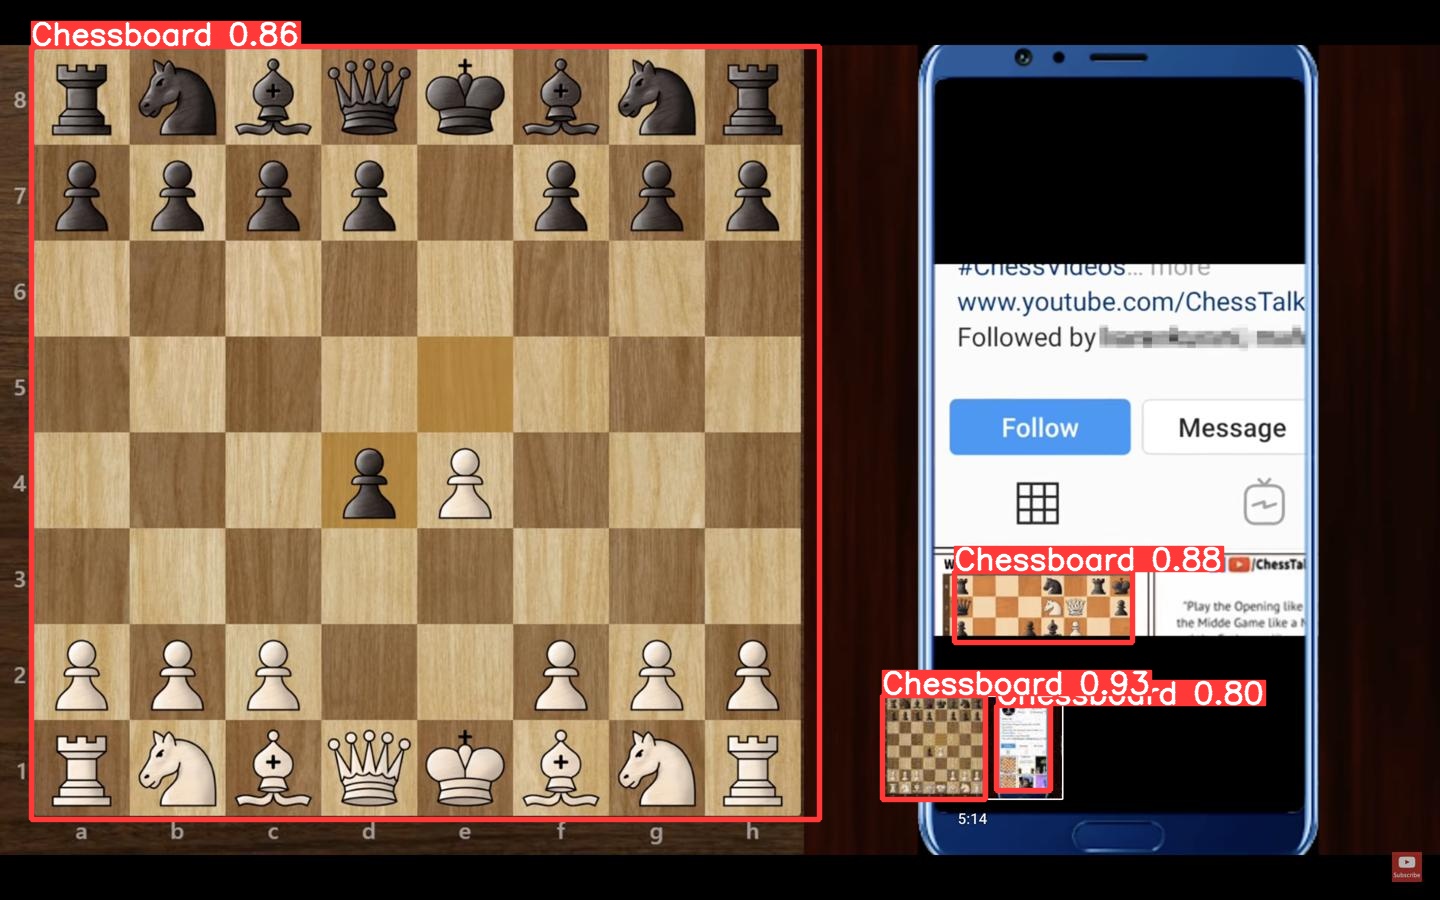 Chessboard 0.86
8
7
6
5
4
3
2
1
a b c d e f g h
#ChessVideos... more
www.youtube.com/ChessTalk
Followed by
Follow
Message
Chessboard 0.88
/ChessTal
"Play the Opening like
the Midde Game like a M
Chessboard 0.93
Chessboard 0.80
5:14
Subscribe